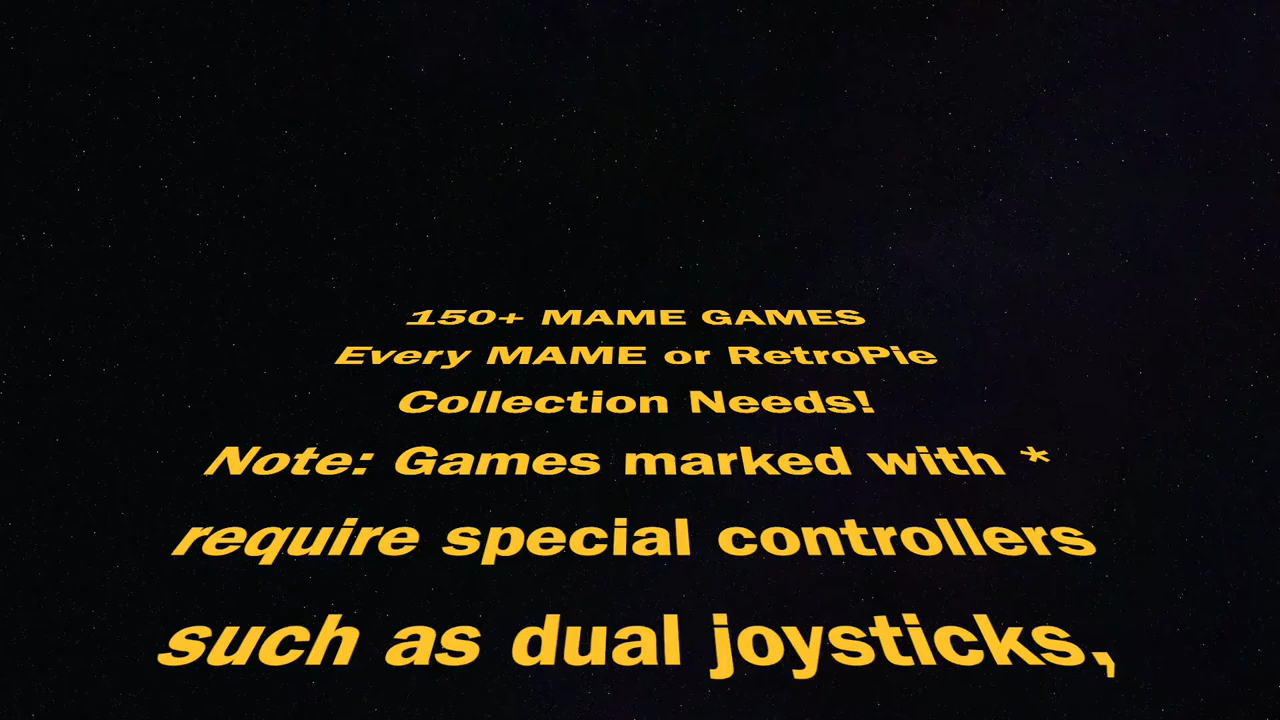 150+ MAME GAMES
Every MAME or RetroPie
Collection Needs!
Note: Games marked with *
require special controllers
such as dual joysticks,